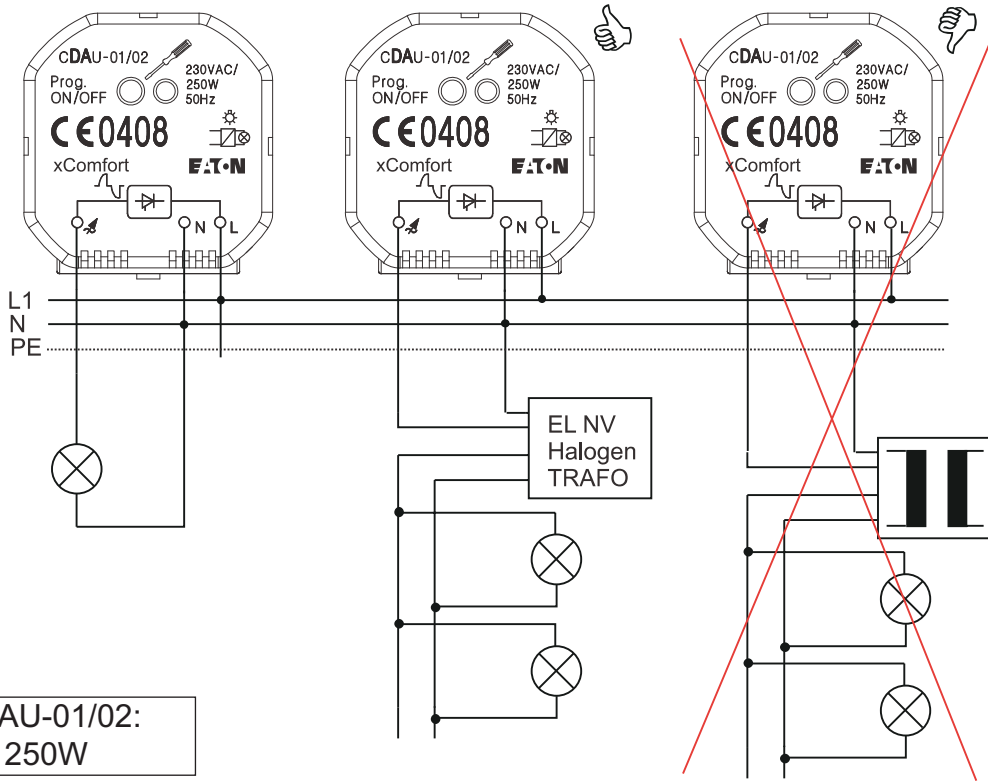 CDAU-01/02
Prog.
ON/OFF
230VAC/
250W
50Hz
CE0408
xComfort
EATON
N
L
CDAU-01/02
Prog.
ON/OFF
230VAC/
250W
50Hz
CE0408
xComfort
EATON
N
L
CDAU-01/02
Prog.
ON/OFF
230VAC/
250W
50Hz
CE0408
xComfort
EATON
N
L
L1
N
PE
EL NV
Halogen
TRAFO
AU-01/02:
250W